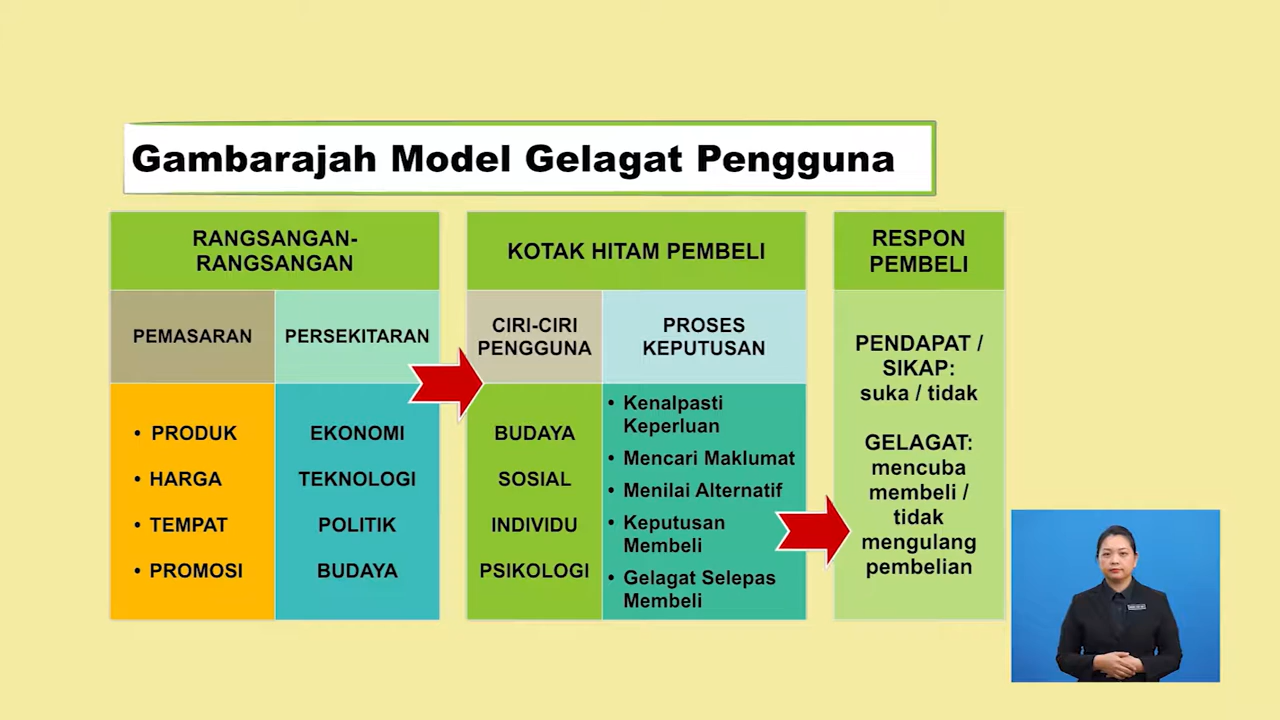 Gambarajah Model Gelagat Pengguna
RANGSANGAN-
RANGSANGAN
PEMASARAN
PERSEKITARAN
• PRODUK
• HARGA
• TEMPAT
• PROMOSI
EKONOMI
TEKNOLOGI
POLITIK
BUDAYA
KOTAK HITAM PEMBELI
CIRI-CIRI
PENGGUNA
PROSES
KEPUTUSAN
BUDAYA
SOSIAL
INDIVIDU
PSIKOLOGI
• Kenalpasti
Keperluan
• Mencari Maklumat
• Menilai Alternatif
• Keputusan
Membeli
• Gelagat Selepas
Membeli
RESPON
PEMBELI
PENDAPAT /
SIKAP:
suka / tidak
GELAGAT:
mencuba
membeli /
tidak
mengulang
pembelian